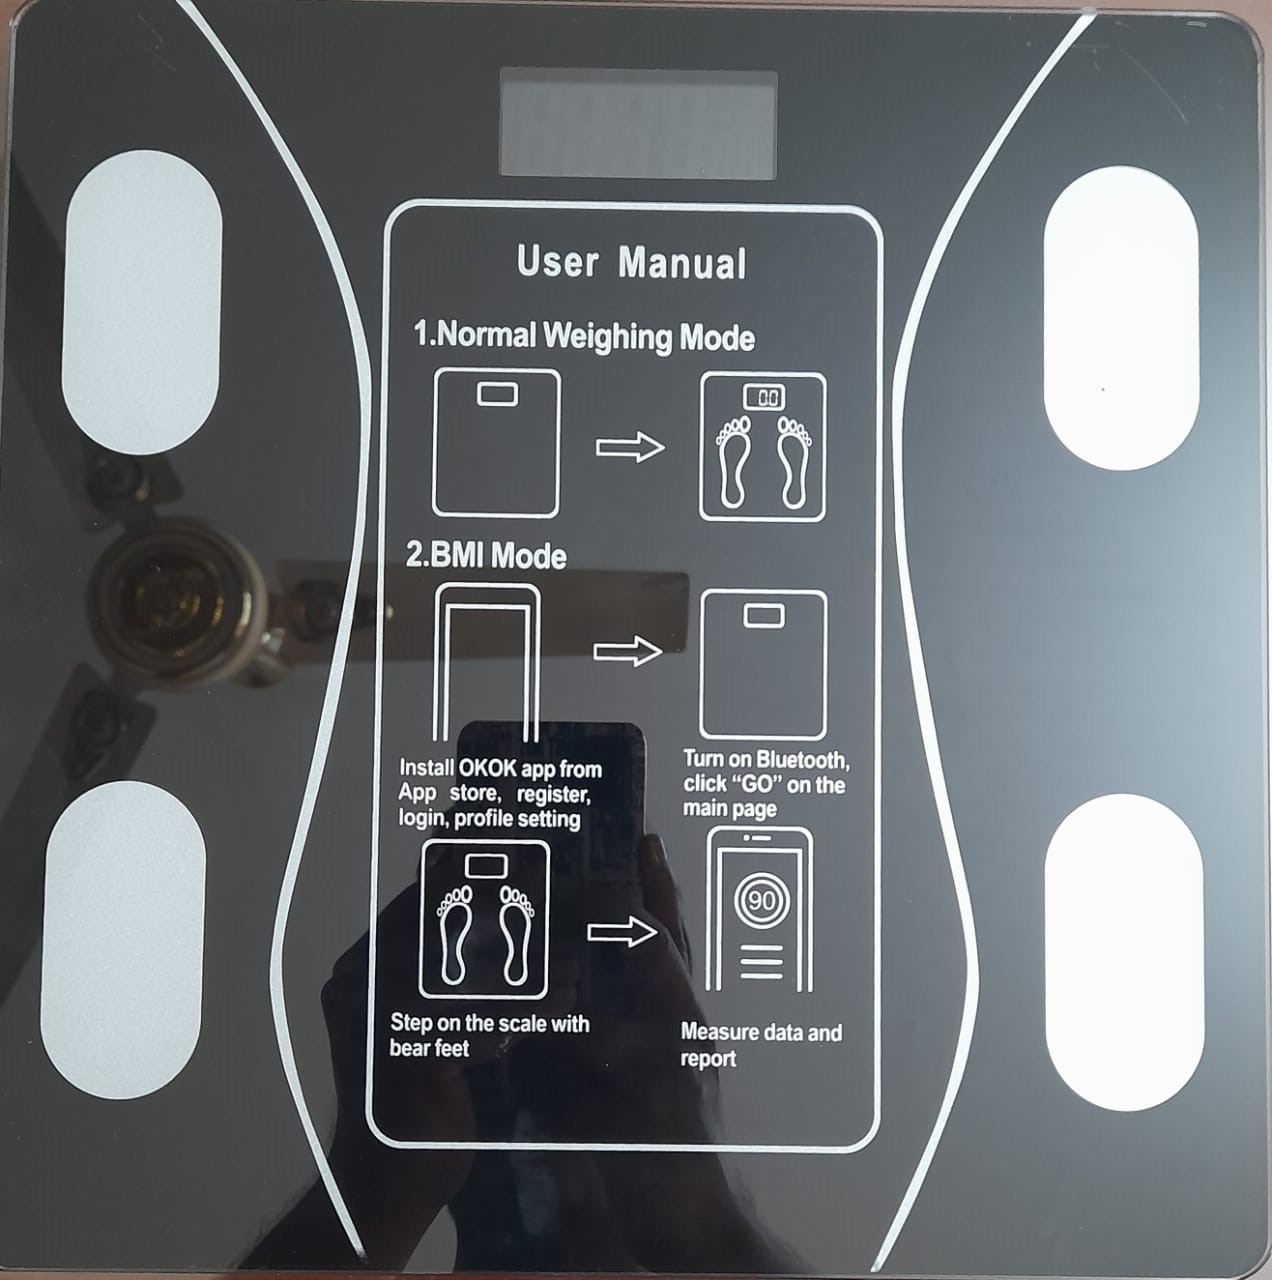 User Manual
1.Normal Weighing Mode
0.0
2.BMI Mode
Install OKOK app from
App store, register,
login, profile setting
Turn on Bluetooth,
click “GO” on the
main page
90
Step on the scale with
bear feet
Measure data and
report